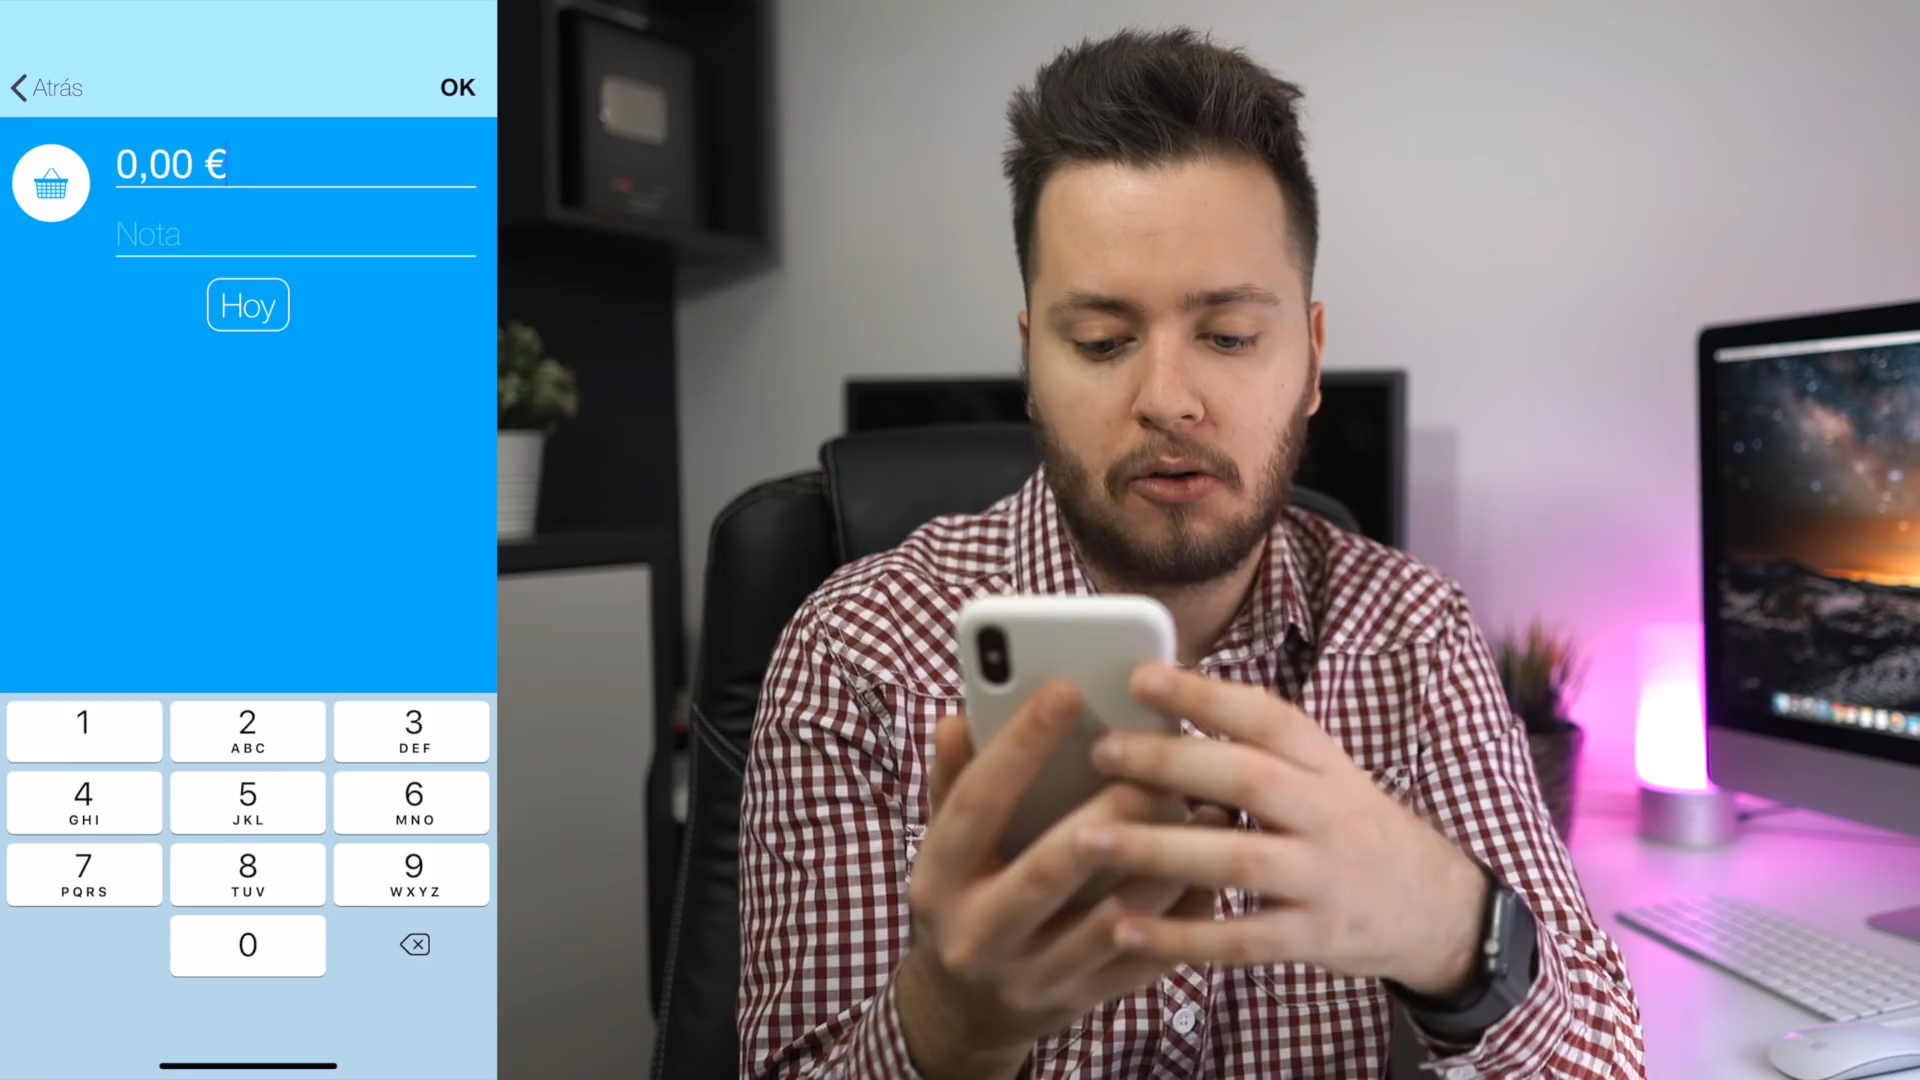 Atrás
OK
0,00 €
Nota
Hoy
1
2
ABC
3
DEF
4
GHI
5
JKL
6
MNO
7
PQRS
8
TUV
9
WXYZ
0